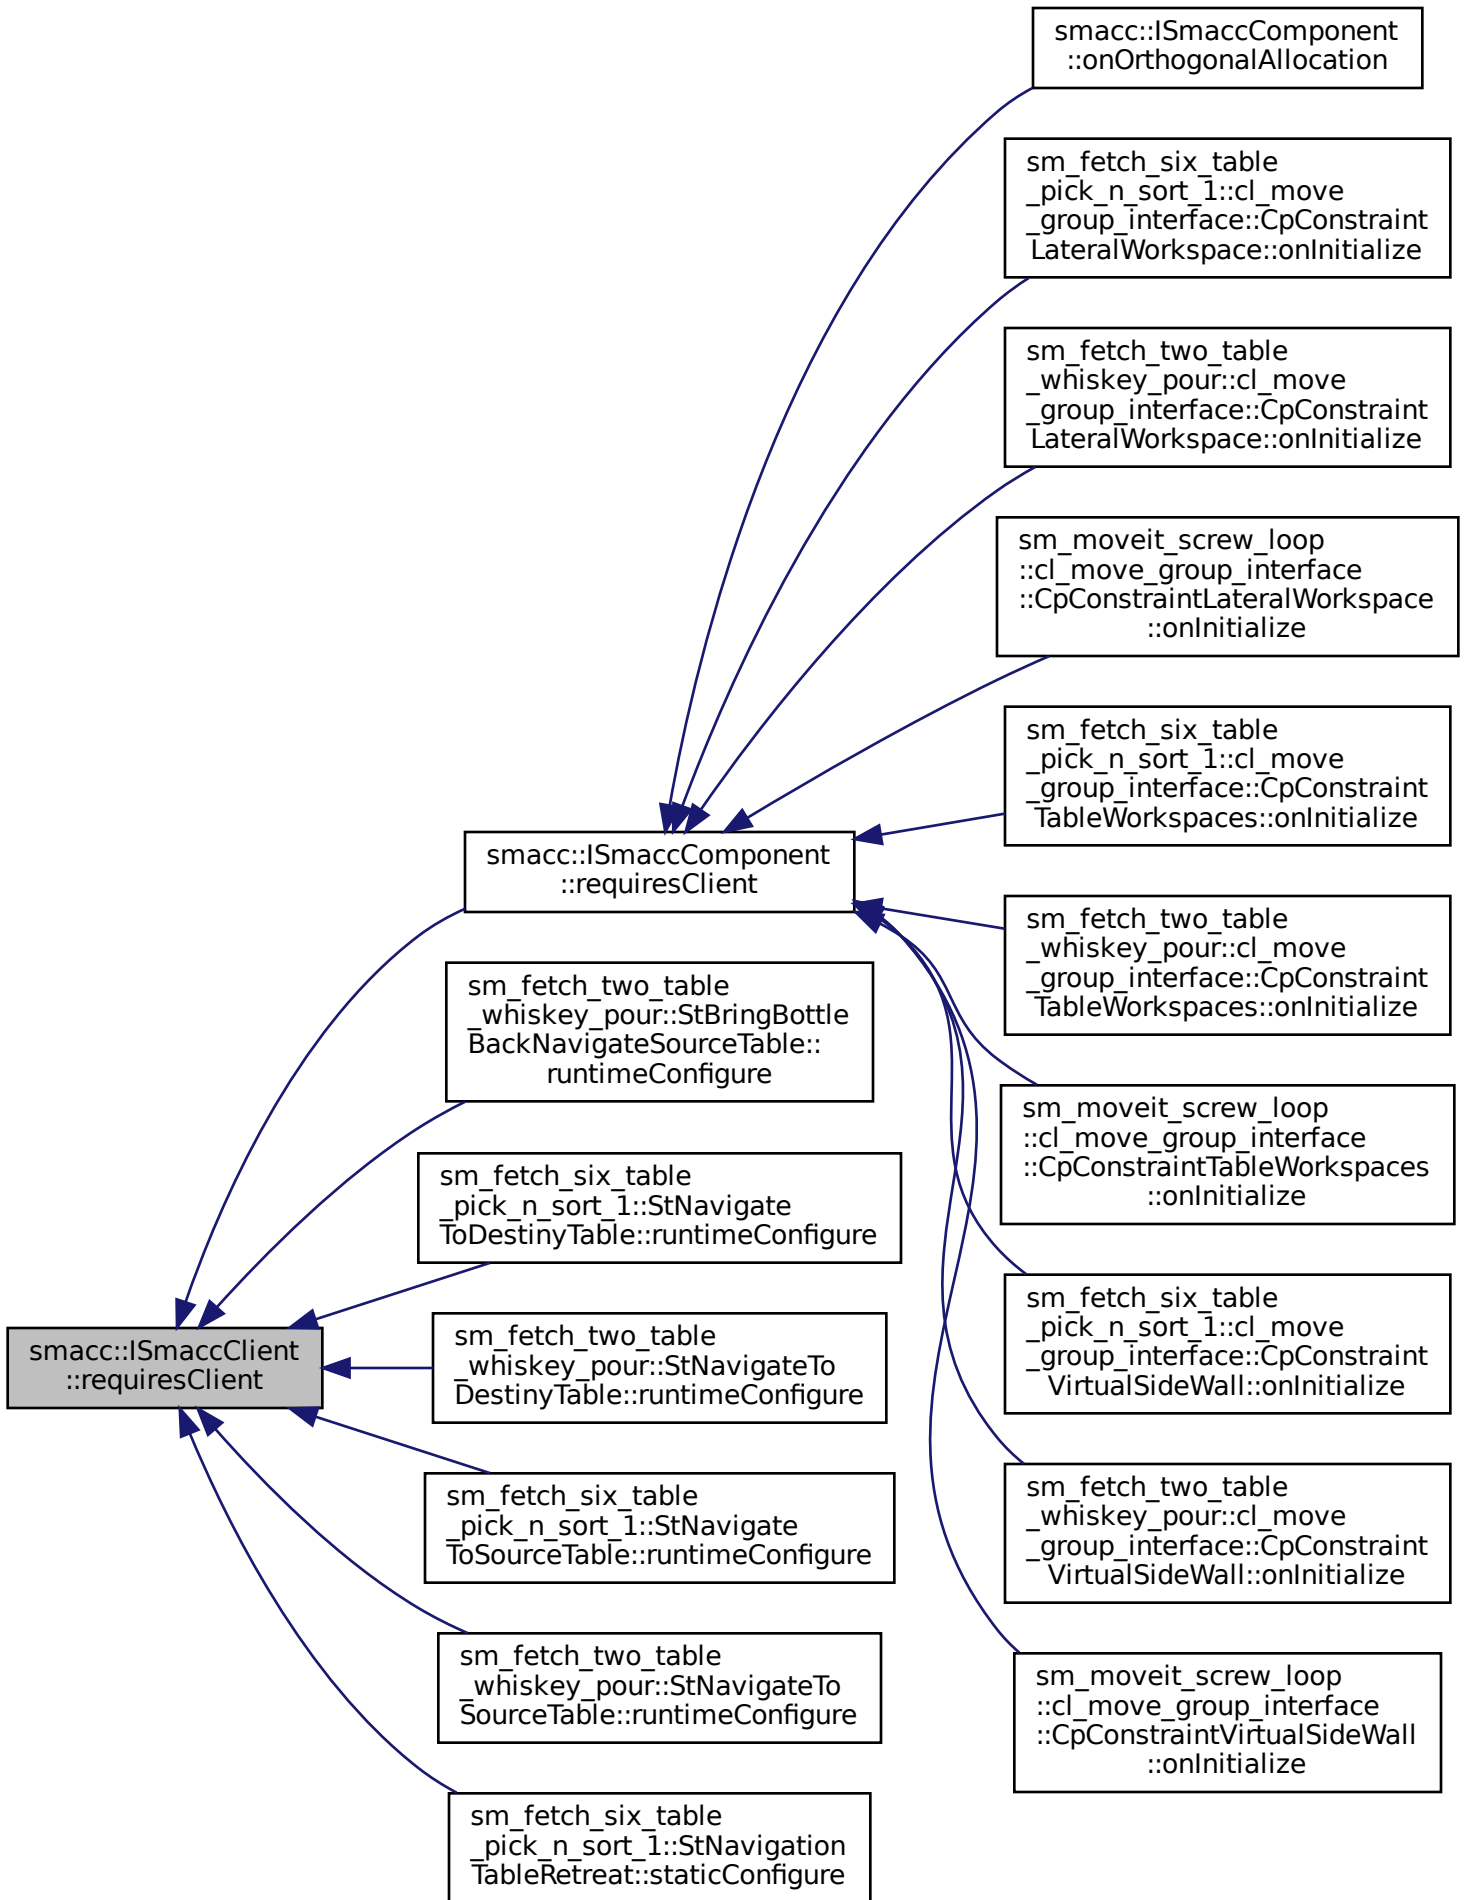 smacc::ISmaccClient
::requiresClient
smacc::ISmaccComponent
::requiresClient
sm_fetch_two_table
_whiskey_pour::StBringBottle
BackNavigateSourceTable::
runtimeConfigure
sm_fetch_six_table
_pick_n_sort_1::StNavigate
ToDestinyTable::runtimeConfigure
sm_fetch_two_table
_whiskey_pour::StNavigateTo
DestinyTable::runtimeConfigure
sm_fetch_six_table
_pick_n_sort_1::StNavigate
ToSourceTable::runtimeConfigure
sm_fetch_two_table
_whiskey_pour::StNavigateTo
SourceTable::runtimeConfigure
sm_fetch_six_table
_pick_n_sort_1::StNavigation
TableRetreat::staticConfigure
smacc::ISmaccComponent
::onOrthogonalAllocation
sm_fetch_six_table
_pick_n_sort_1::cl_move
_group_interface::CpConstraint
LateralWorkspace::onInitialize
sm_fetch_two_table
_whiskey_pour::cl_move
_group_interface::CpConstraint
LateralWorkspace::onInitialize
sm_moveit_screw_loop
::cl_move_group_interface
::CpConstraintLateralWorkspace
::onInitialize
sm_fetch_six_table
_pick_n_sort_1::cl_move
_group_interface::CpConstraint
TableWorkspaces::onInitialize
sm_fetch_two_table
_whiskey_pour::cl_move
_group_interface::CpConstraint
TableWorkspaces::onInitialize
sm_moveit_screw_loop
::cl_move_group_interface
::CpConstraintTableWorkspaces
::onInitialize
sm_fetch_six_table
_pick_n_sort_1::cl_move
_group_interface::CpConstraint
VirtualSideWall::onInitialize
sm_fetch_two_table
_whiskey_pour::cl_move
_group_interface::CpConstraint
VirtualSideWall::onInitialize
sm_moveit_screw_loop
::cl_move_group_interface
::CpConstraintVirtualSideWall
::onInitialize